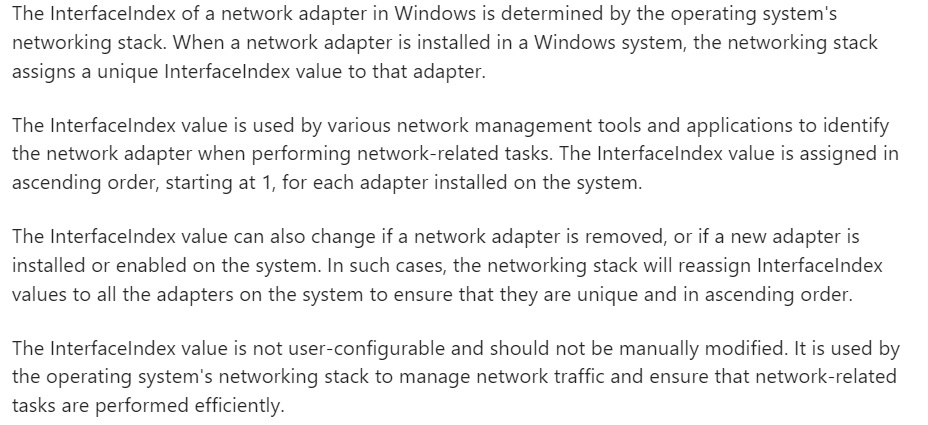 The InterfaceIndex of a network adapter in Windows is determined by the operating system's
networking stack. When a network adapter is installed in a Windows system, the networking stack
assigns a unique InterfaceIndex value to that adapter.
The InterfaceIndex value is used by various network management tools and applications to identify
the network adapter when performing network-related tasks. The InterfaceIndex value is assigned in
ascending order, starting at 1, for each adapter installed on the system.
The InterfaceIndex value can also change if a network adapter is removed, or if a new adapter is
installed or enabled on the system. In such cases, the networking stack will reassign InterfaceIndex
values to all the adapters on the system to ensure that they are unique and in ascending order.
The InterfaceIndex value is not user-configurable and should not be manually modified. It is used by
the operating system's networking stack to manage network traffic and ensure that network-related
tasks are performed efficiently.